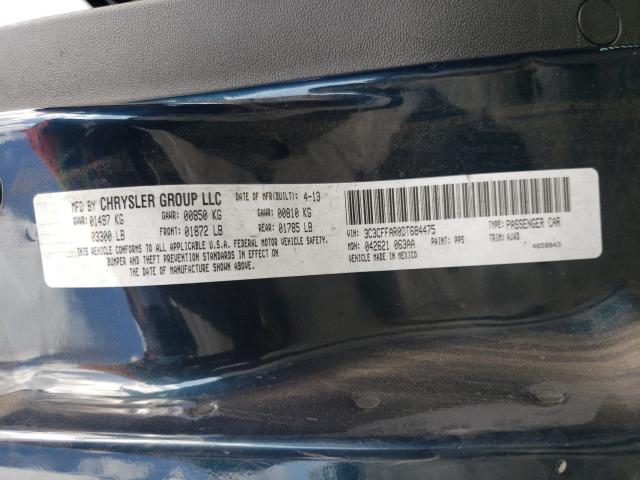 MFD BY CHRYSLER GROUP LLC DATE OF MFR(BUILT): 4-13
GVWR: 01497 KG GAWR: 00850 KG GAWR: 00810 KG
03300 LB FRONT: 01872 LB REAR: 01785 LB
THIS VEHICLE CONFORMS TO ALL APPLICABLE U.S.A. FEDERAL MOTOR VEHICLE SAFETY,
BUMPER AND THEFT PREVENTION STANDARDS IN EFFECT ON
THE DATE OF MANUFACTURE SHOWN ABOVE.
VIN: 3C3CFFAR0DT684475 TYPE: PASSENGER CAR
MDH: 042621 063AA PAINT: PPS TRIM: AJW8
VEHICLE MADE IN MEXICO 4658843